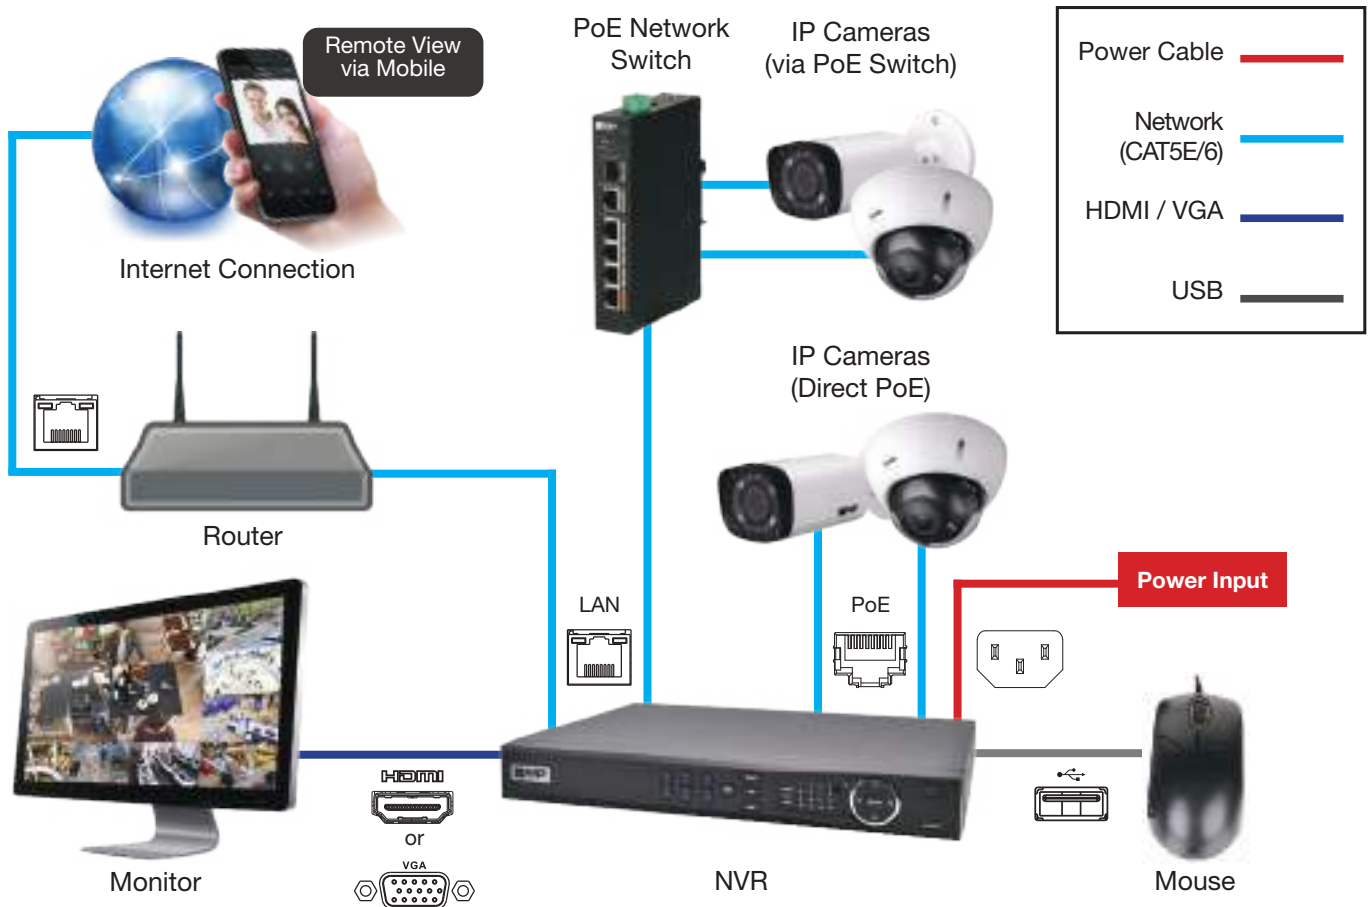 Remote View
via Mobile
Internet Connection
PoE Network
Switch
IP Cameras
(via PoE Switch)
Power Cable
Network
(CAT5E/6)
HDMI / VGA
USB
IP Cameras
(Direct PoE)
Router
LAN
PoE
Power Input
HDMI
or
VGA
Monitor
NVR
Mouse